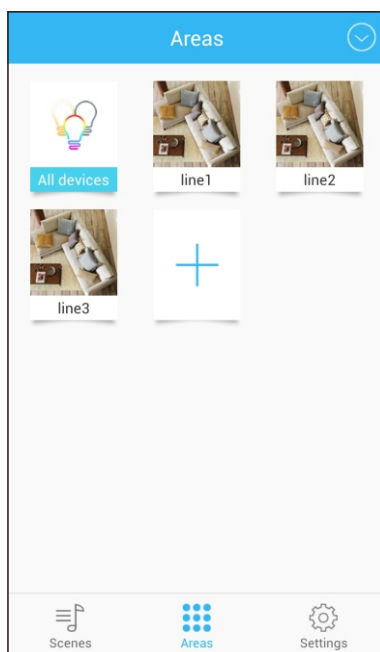 Areas
All devices
line1
line2
line3
Scenes
Areas
Settings